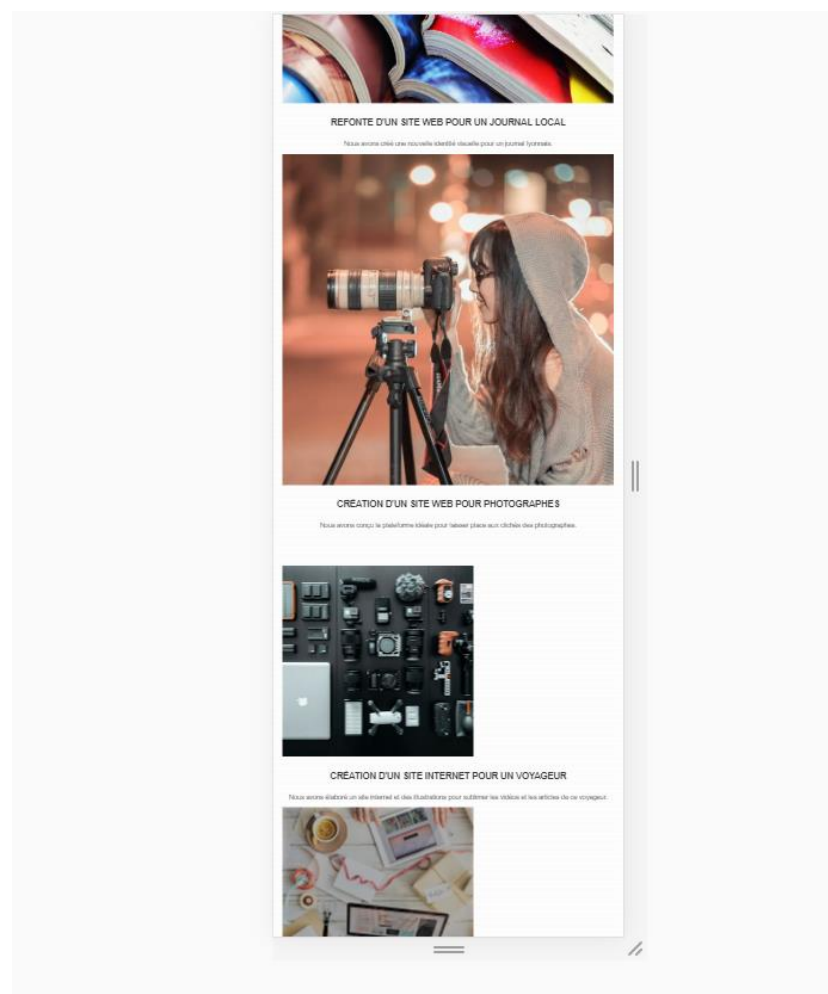 REFONTE D'UN SITE WEB POUR UN JOURNAL LOCAL
Nous avons créé une nouvelle identité visuelle pour un journal lyonnais.
CRÉATION D'UN SITE WEB POUR PHOTOGRAPHES
Nous avons conçu la plateforme idéale pour laisser place aux clichés des photographes.
CRÉATION D'UN SITE INTERNET POUR UN VOYAGEUR
Nous avons élaboré un site internet et des illustrations pour sublimer les vidéos et les articles de ce voyageur.